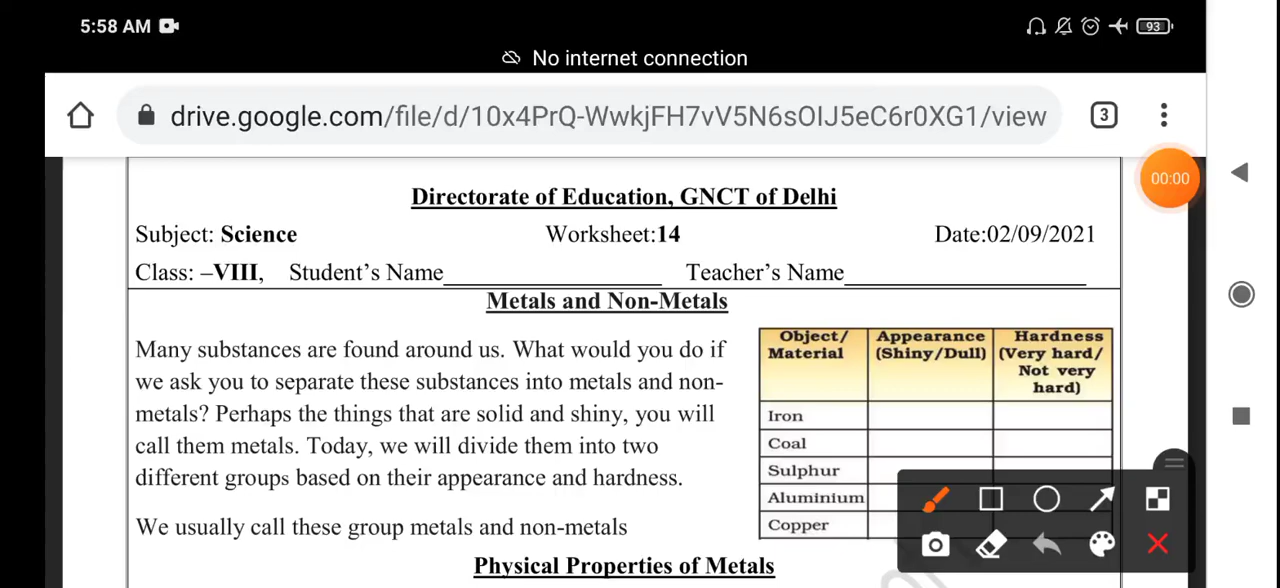 5:58 AM
93
No internet connection
drive.google.com/file/d/10x4PrQ-WwkjFH7vV5N6sOIJ5eC6r0XG1/view
3
00:00
Directorate of Education, GNCT of Delhi
Subject: Science Worksheet:14 Date:02/09/2021
Class: –VIII, Student's Name____________________ Teacher's Name______________________
Metals and Non-Metals
Many substances are found around us. What would you do if
we ask you to separate these substances into metals and non-
metals? Perhaps the things that are solid and shiny, you will
call them metals. Today, we will divide them into two
different groups based on their appearance and hardness.
We usually call these group metals and non-metals
Object/ Appearance Hardness
Material (Shiny/Dull) (Very hard/
Not very
hard)
Iron
Coal
Sulphur
Aluminium
Copper
Physical Properties of Metals